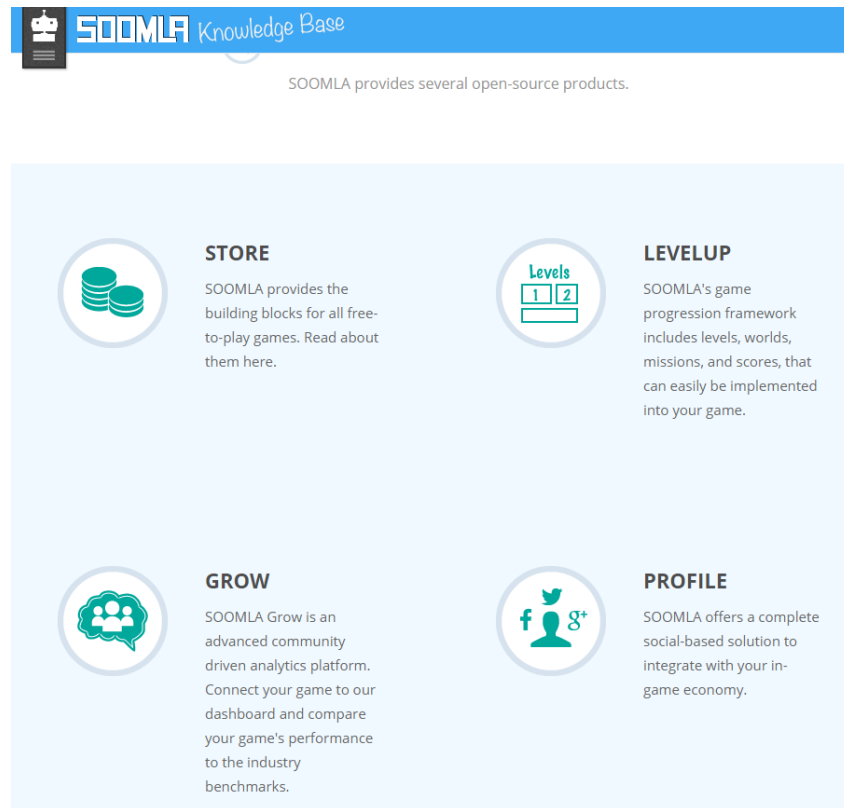 SOOMLA Knowledge Base
SOOMLA provides several open-source products.
STORE
SOOMLA provides the
building blocks for all free-
to-play games. Read about
them here.
Levels
1 2
LEVELUP
SOOMLA's game
progression framework
includes levels, worlds,
missions, and scores, that
can easily be implemented
into your game.
GROW
SOOMLA Grow is an
advanced community
driven analytics platform.
Connect your game to our
dashboard and compare
your game's performance
to the industry
benchmarks.
f g+
PROFILE
SOOMLA offers a complete
social-based solution to
integrate with your in-
game economy.